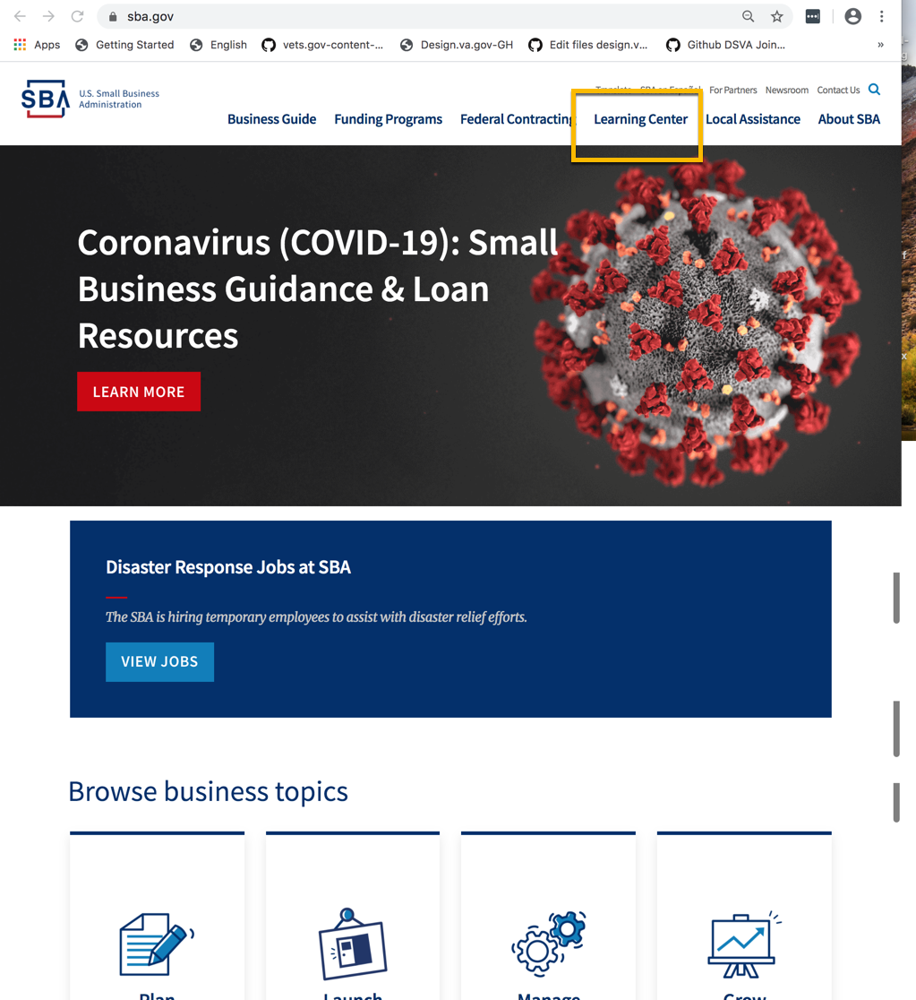 sba.gov
Apps Getting Started English vets.gov-content-... Design.va.gov-GH Edit files design.v... Github DSVA Join... »
SBA U.S. Small Business
Administration
Translate SBA en Español For Partners Newsroom Contact Us
Business Guide Funding Programs Federal Contracting Learning Center Local Assistance About SBA
Coronavirus (COVID-19): Small
Business Guidance & Loan
Resources
LEARN MORE
Disaster Response Jobs at SBA
The SBA is hiring temporary employees to assist with disaster relief efforts.
VIEW JOBS
Browse business topics
Plan Launch Manage Grow